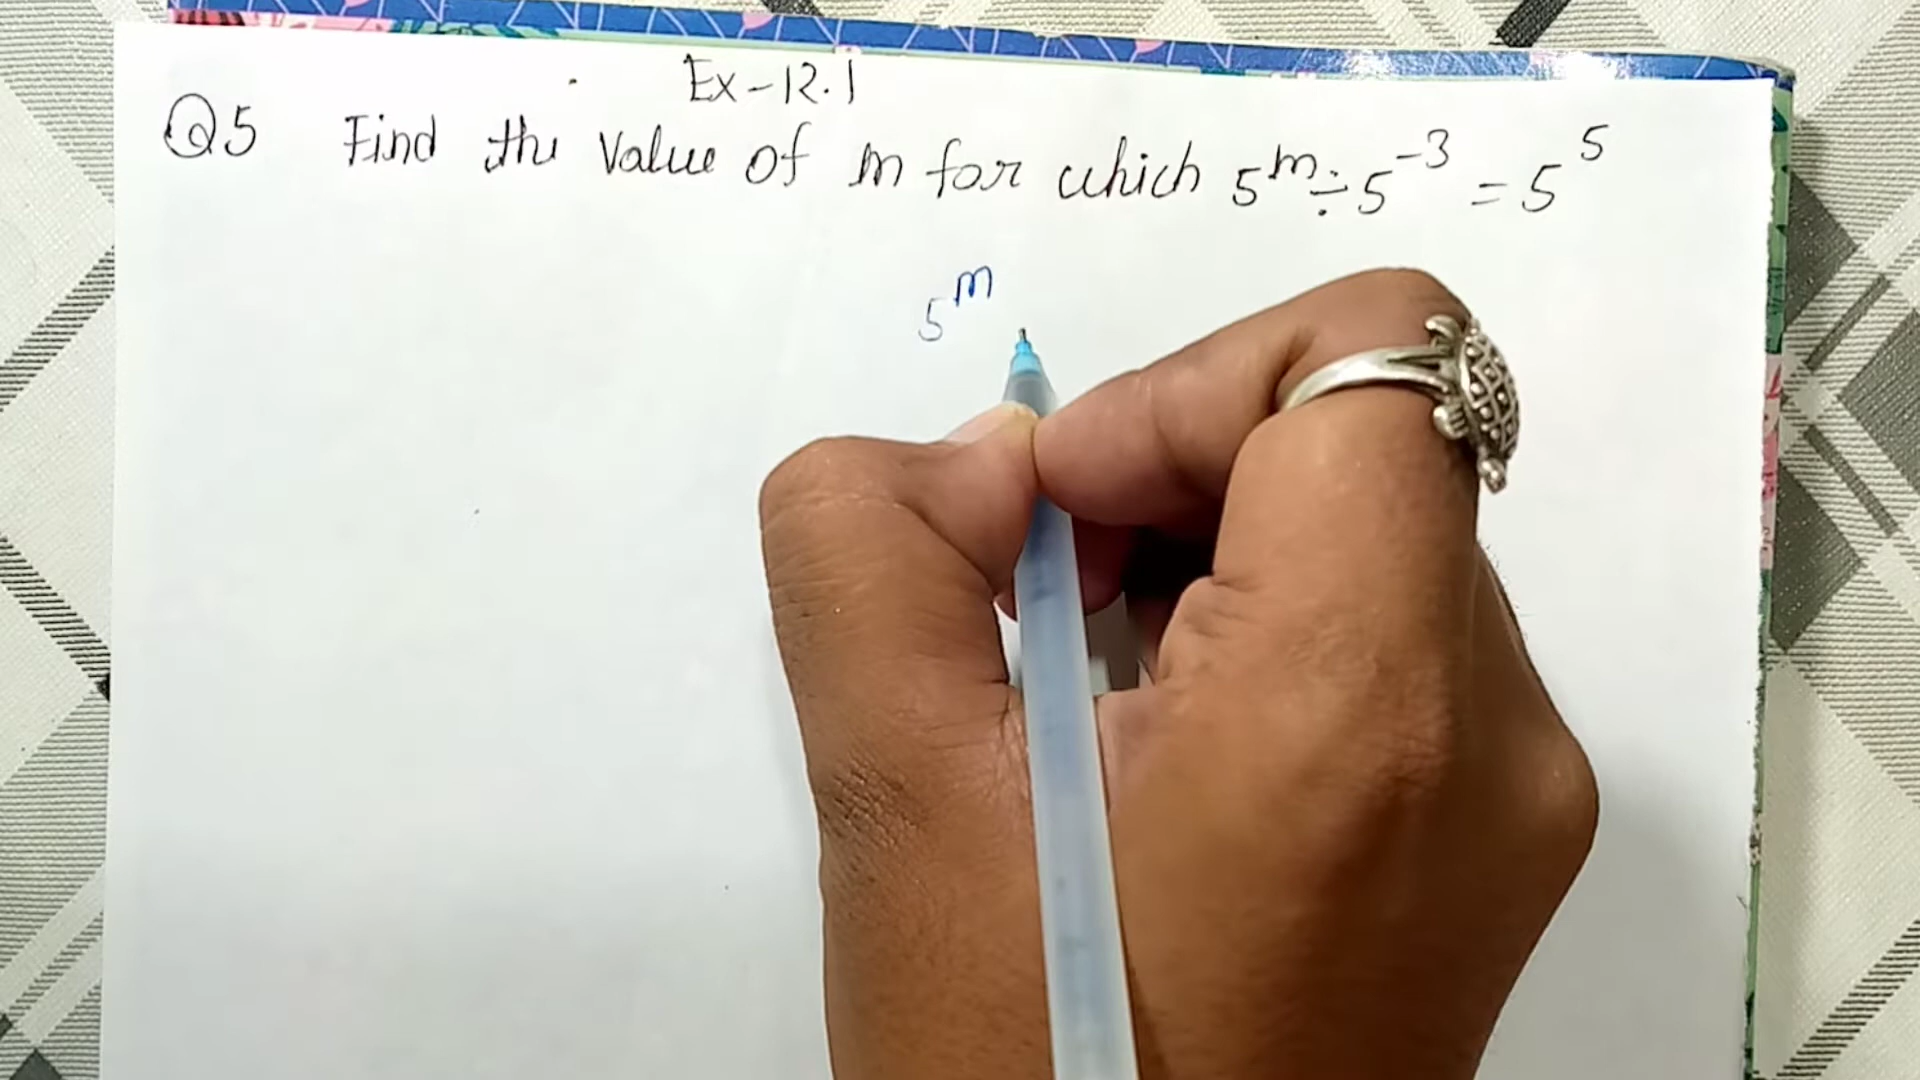 Ex-12.1
Q5 Find the value of m for which 5^m ÷ 5^-3 = 5^5
5^m